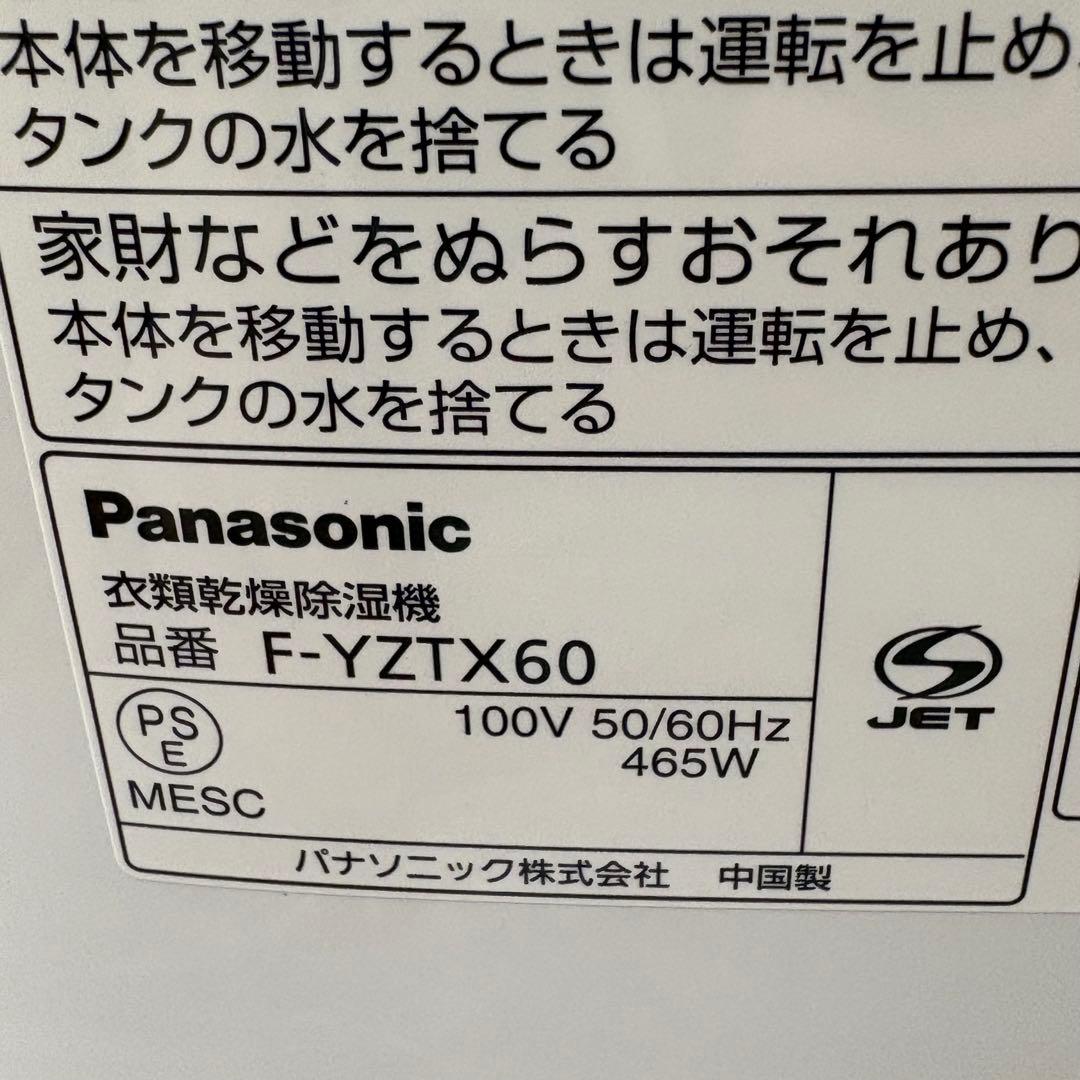 本体を移動するときは運転を止め、
タンクの水を捨てる
家財などをぬらすおそれあり
本体を移動するときは運転を止め、
タンクの水を捨てる
Panasonic
衣類乾燥除湿機
品番 F-YZTX60
PS
E
MESC
100V 50/60Hz
465W
JET
パナソニック株式会社 中国製